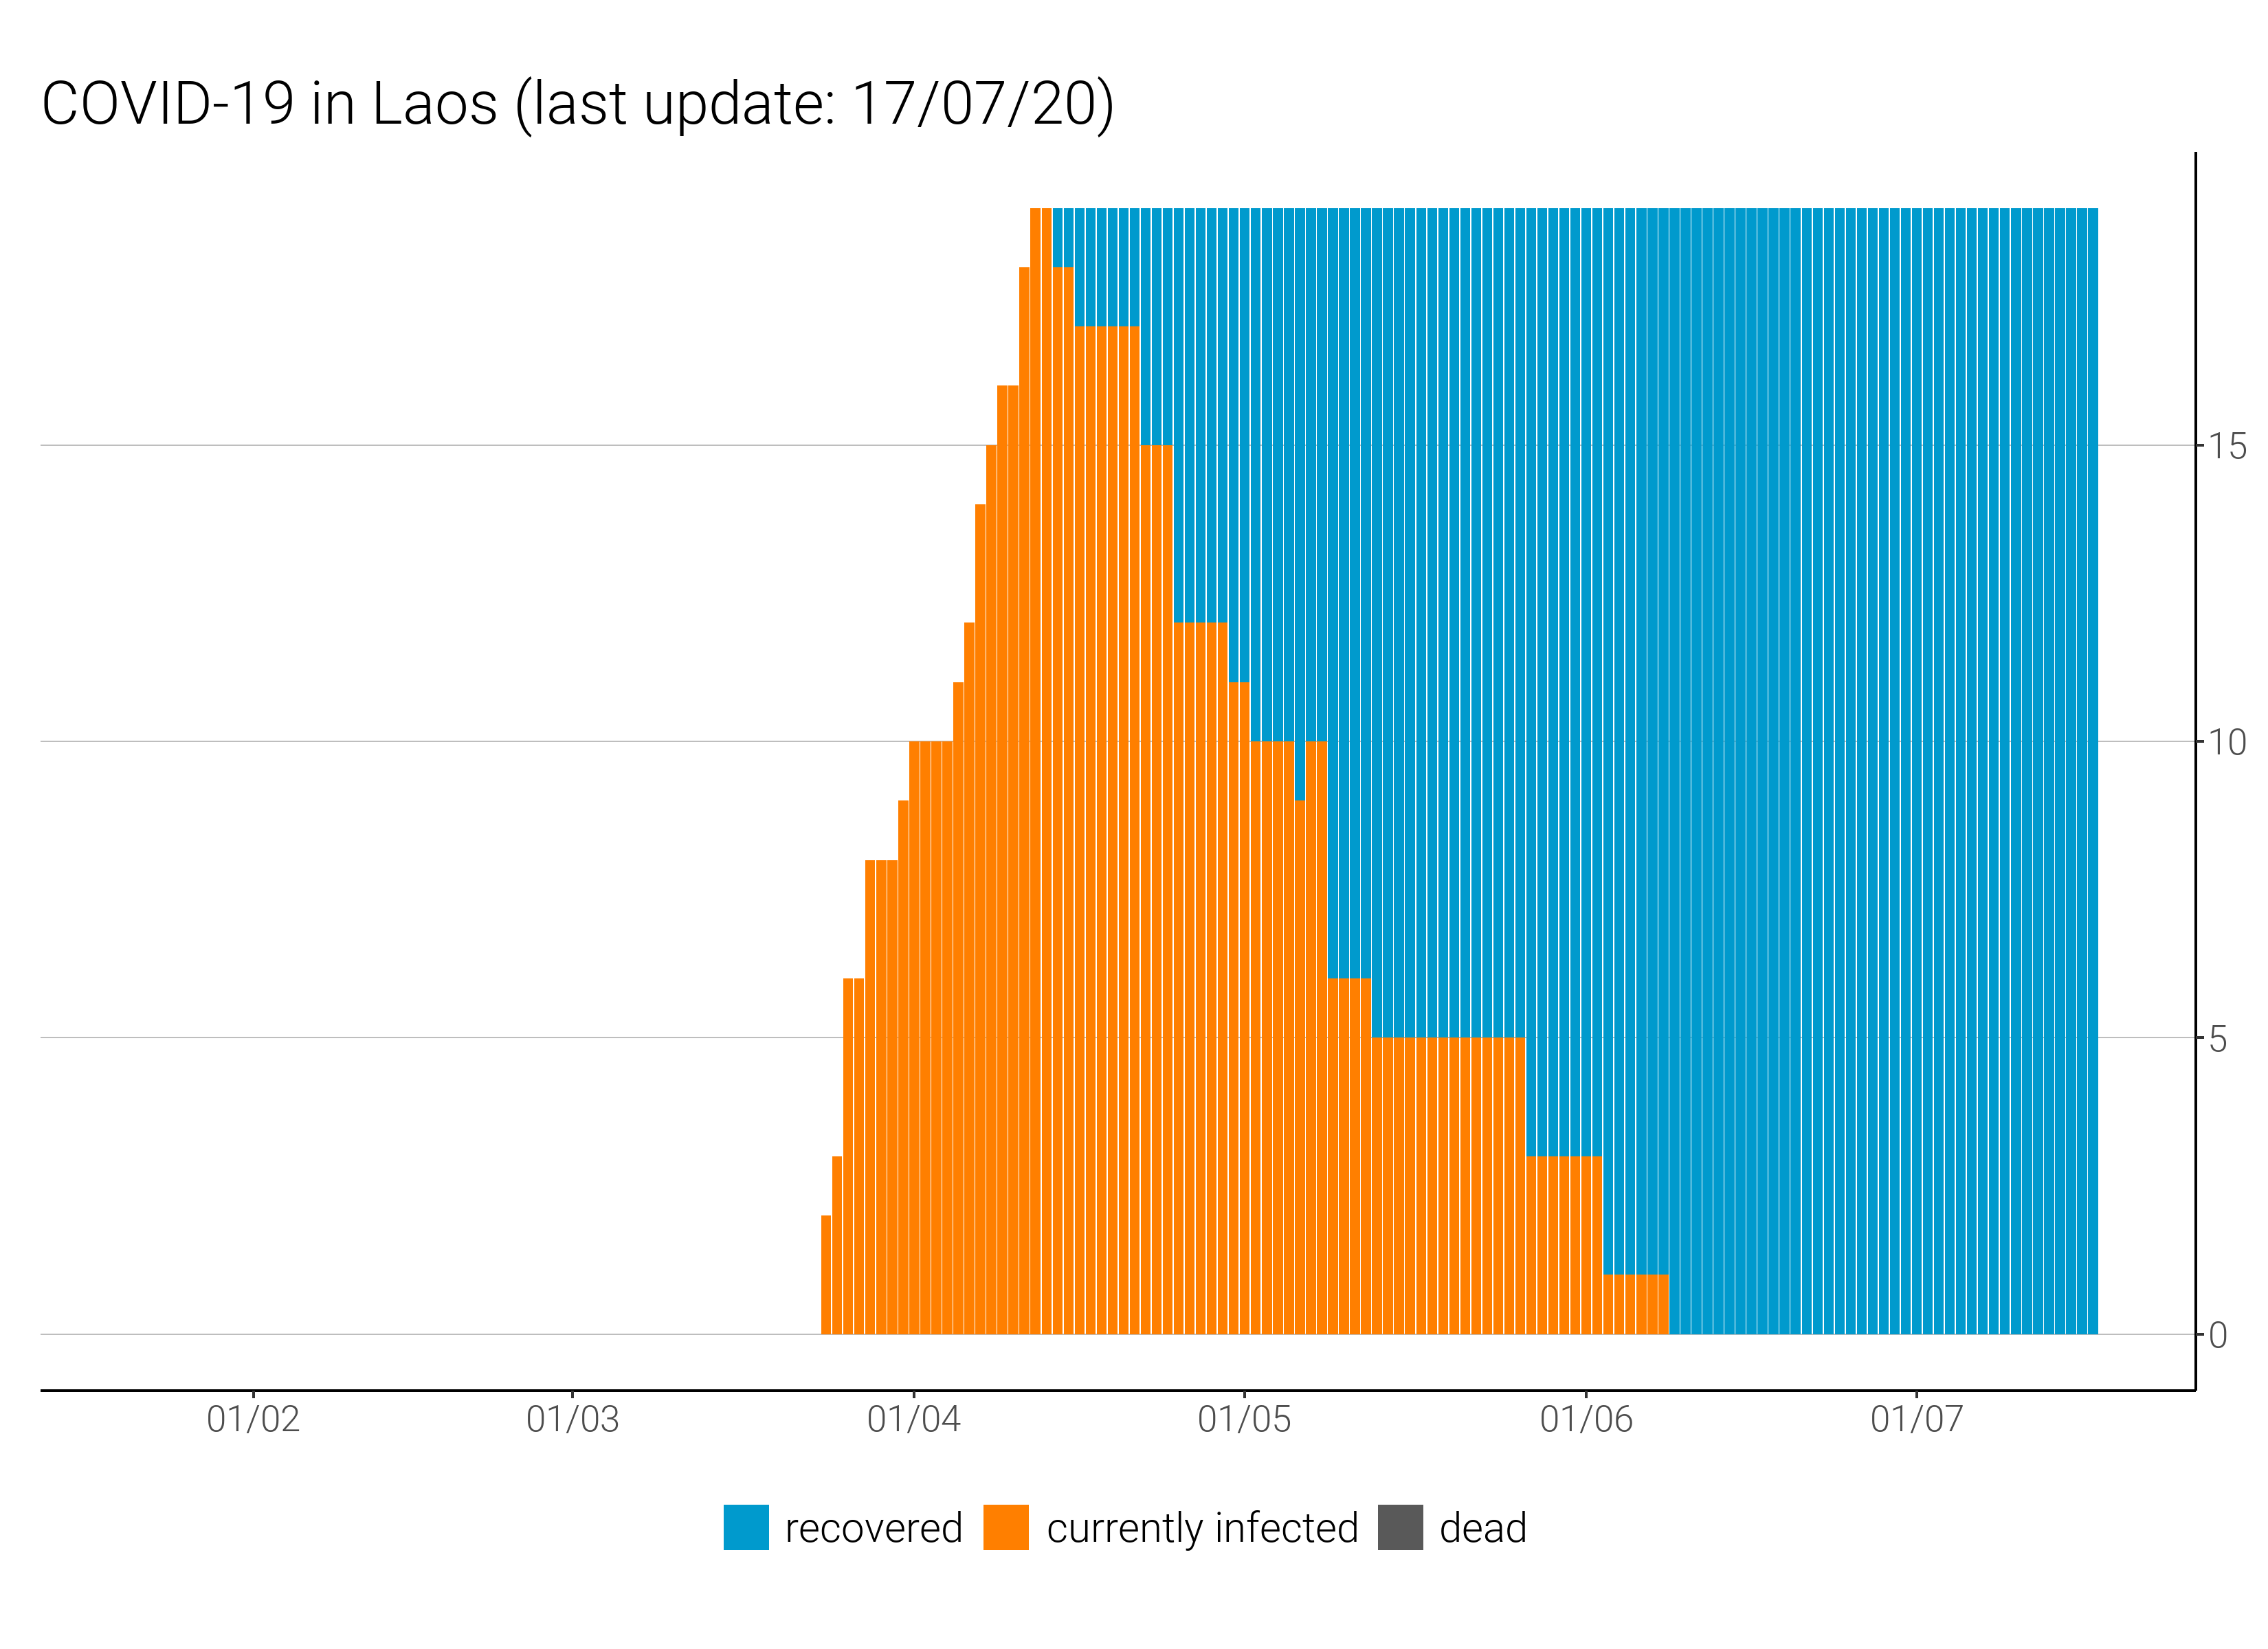 COVID-19 in Laos (last update: 17/07/20)
15
10
5
0
01/02 01/03 01/04 01/05 01/06 01/07
recovered currently infected dead